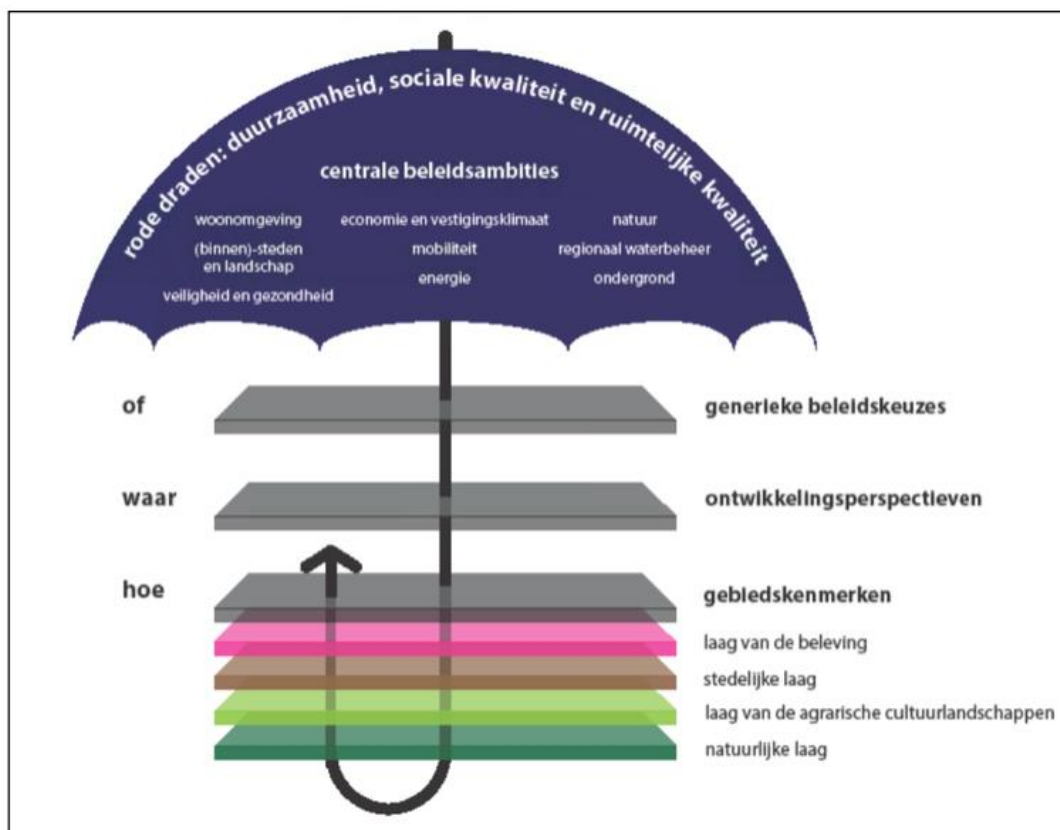 rode draden: duurzaamheid, sociale kwaliteit en ruimtelijke kwaliteit
centrale beleidsambities
woonomgeving
(binnen)-steden
en landschap
veiligheid en gezondheid
economie en vestigingsklimaat
mobiliteit
energie
natuur
regionaal waterbeheer
ondergrond
of
generieke beleidskeuzes
waar
ontwikkelingsperspectieven
hoe
gebiedskenmerken
laag van de beleving
stedelijke laag
laag van de agrarische cultuurlandschappen
natuurlijke laag